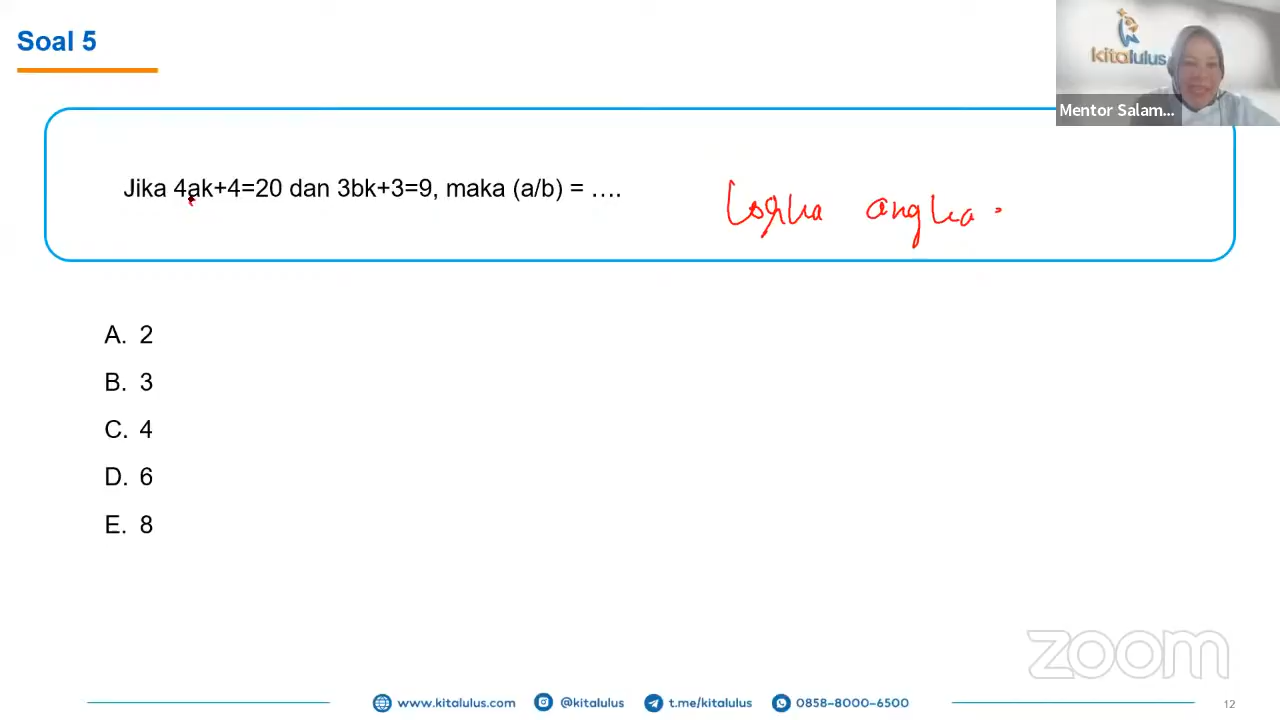 Soal 5
kitalulus
Mentor Salam...
Jika 4ak+4=20 dan 3bk+3=9, maka (a/b) = ….
Logika angka :
A. 2
B. 3
C. 4
D. 6
E. 8
zoom
www.kitalulus.com @kitalulus t.me/kitalulus 0858-8000-6500
12